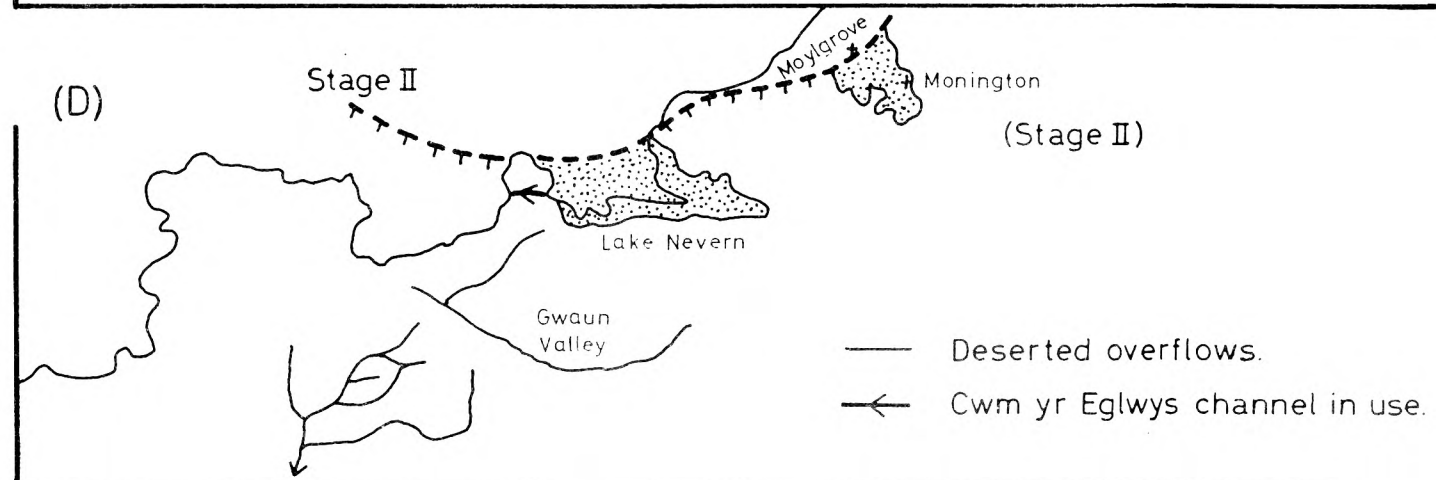 (D)
Stage II
Moylgrove
Monington
(Stage II)
Lake Nevern
Gwaun
Valley
Deserted overflows.
Cwm yr Eglwys channel in use.